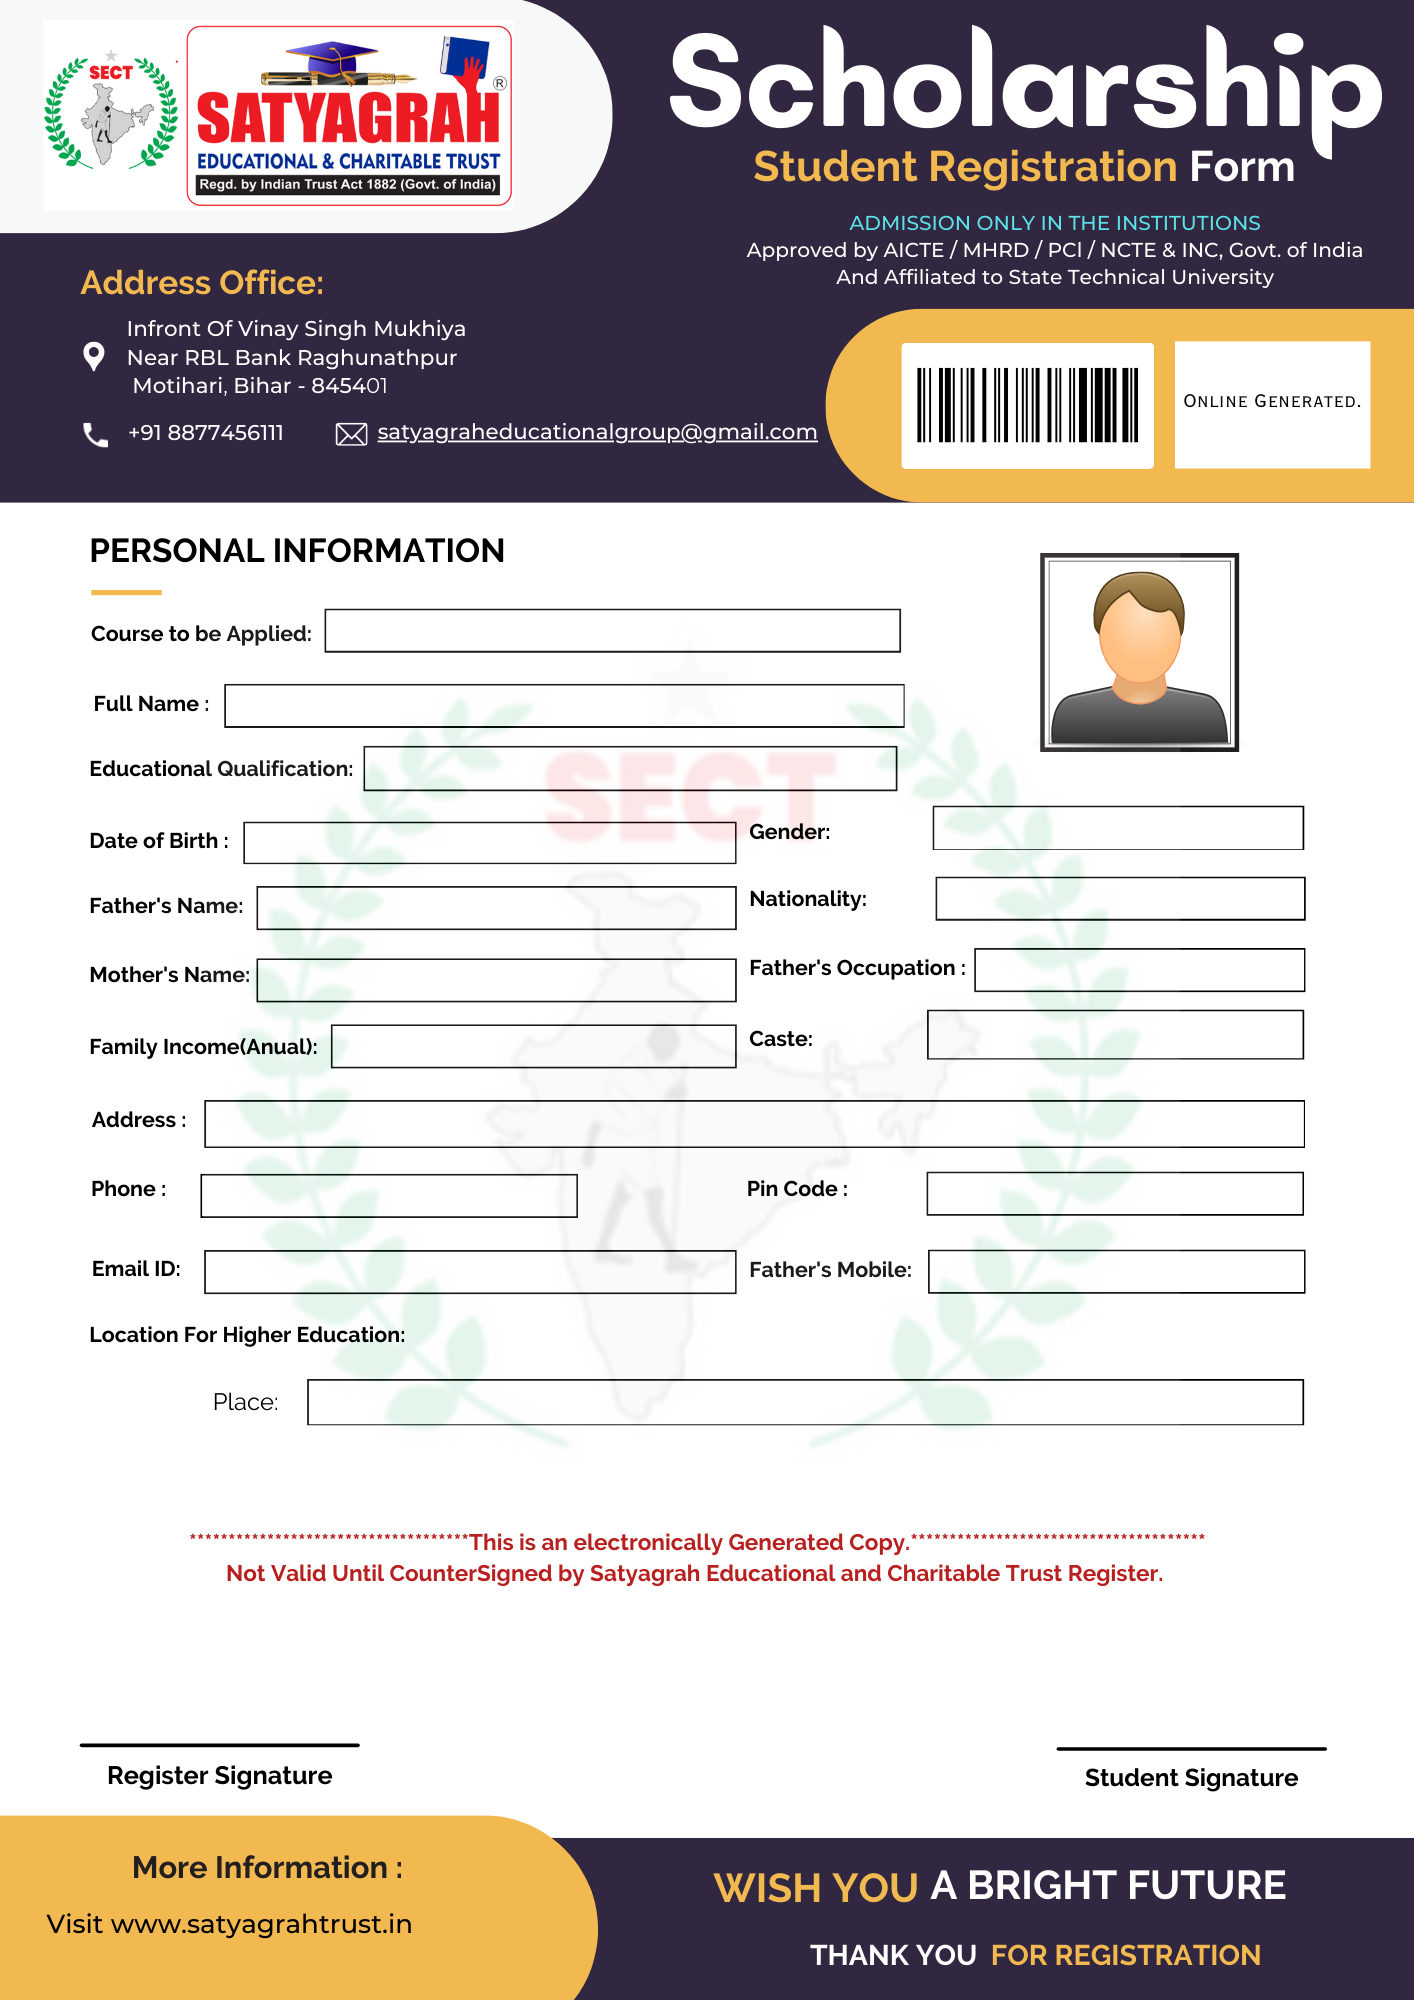 SECT
SATYAGRAH
®
EDUCATIONAL & CHARITABLE TRUST
Regd. by Indian Trust Act 1882 (Govt. of India)
Scholarship
Student Registration Form
ADMISSION ONLY IN THE INSTITUTIONS
Approved by AICTE / MHRD / PCI / NCTE & INC, Govt. of India
And Affiliated to State Technical University
Address Office:
Infront Of Vinay Singh Mukhiya
Near RBL Bank Raghunathpur
Motihari, Bihar - 845401
+91 8877456111
satyagraheducationalgroup@gmail.com
ONLINE GENERATED.
PERSONAL INFORMATION
Course to be Applied:
Full Name :
Educational Qualification:
SECT
Date of Birth :
Gender:
Father's Name:
Nationality:
Mother's Name:
Father's Occupation :
Family Income(Anual):
Caste:
Address :
Phone :
Pin Code :
Email ID:
Father's Mobile:
Location For Higher Education:
Place:
************************************This is an electronically Generated Copy.**************************************
Not Valid Until CounterSigned by Satyagrah Educational and Charitable Trust Register.
Register Signature
Student Signature
More Information :
Visit www.satyagrahtrust.in
WISH YOU A BRIGHT FUTURE
THANK YOU FOR REGISTRATION